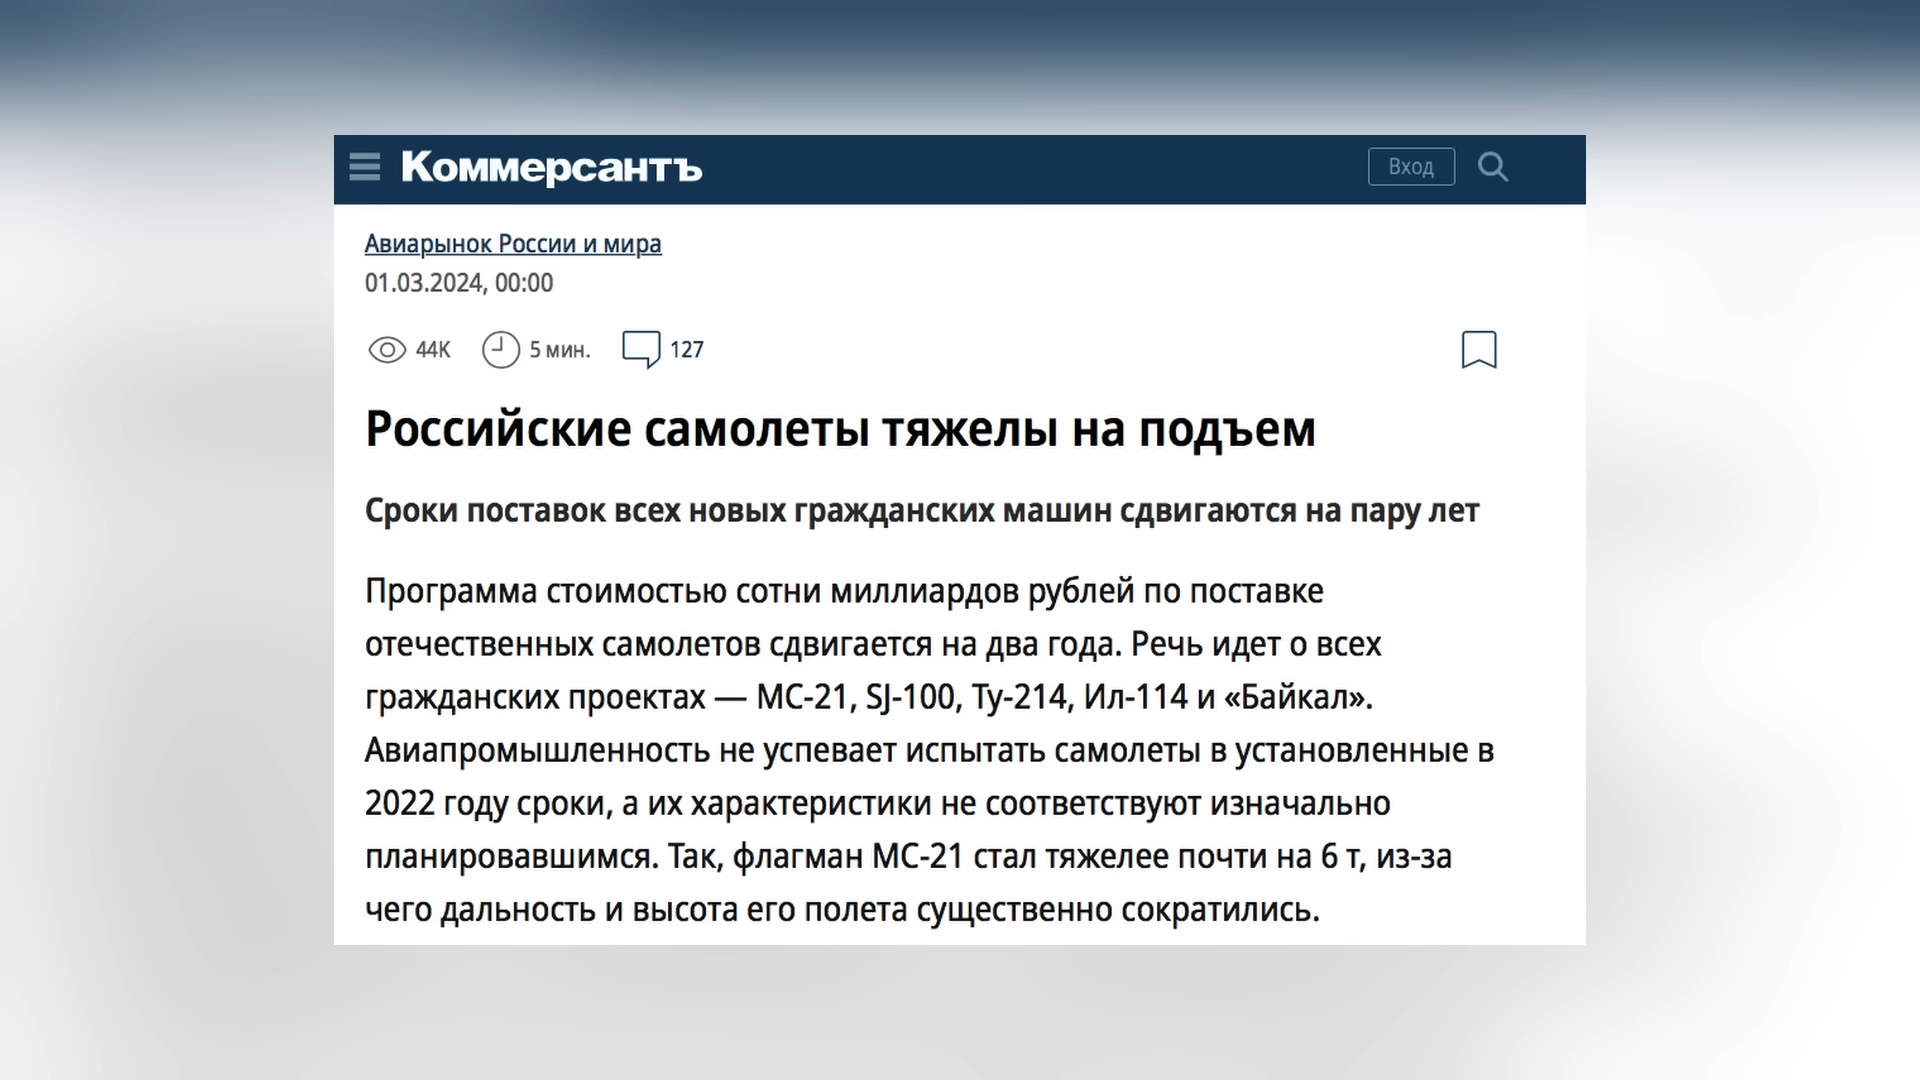 Коммерсантъ
Вход
Авиарынок России и мира
01.03.2024, 00:00
44K 5 мин. 127
Российские самолеты тяжелы на подъем
Сроки поставок всех новых гражданских машин сдвигаются на пару лет
Программа стоимостью сотни миллиардов рублей по поставке
отечественных самолетов сдвигается на два года. Речь идет о всех
гражданских проектах — МС-21, SJ-100, Ту-214, Ил-114 и «Байкал».
Авиапромышленность не успевает испытать самолеты в установленные в
2022 году сроки, а их характеристики не соответствуют изначально
планировавшимся. Так, флагман МС-21 стал тяжелее почти на 6 т, из-за
чего дальность и высота его полета существенно сократились.